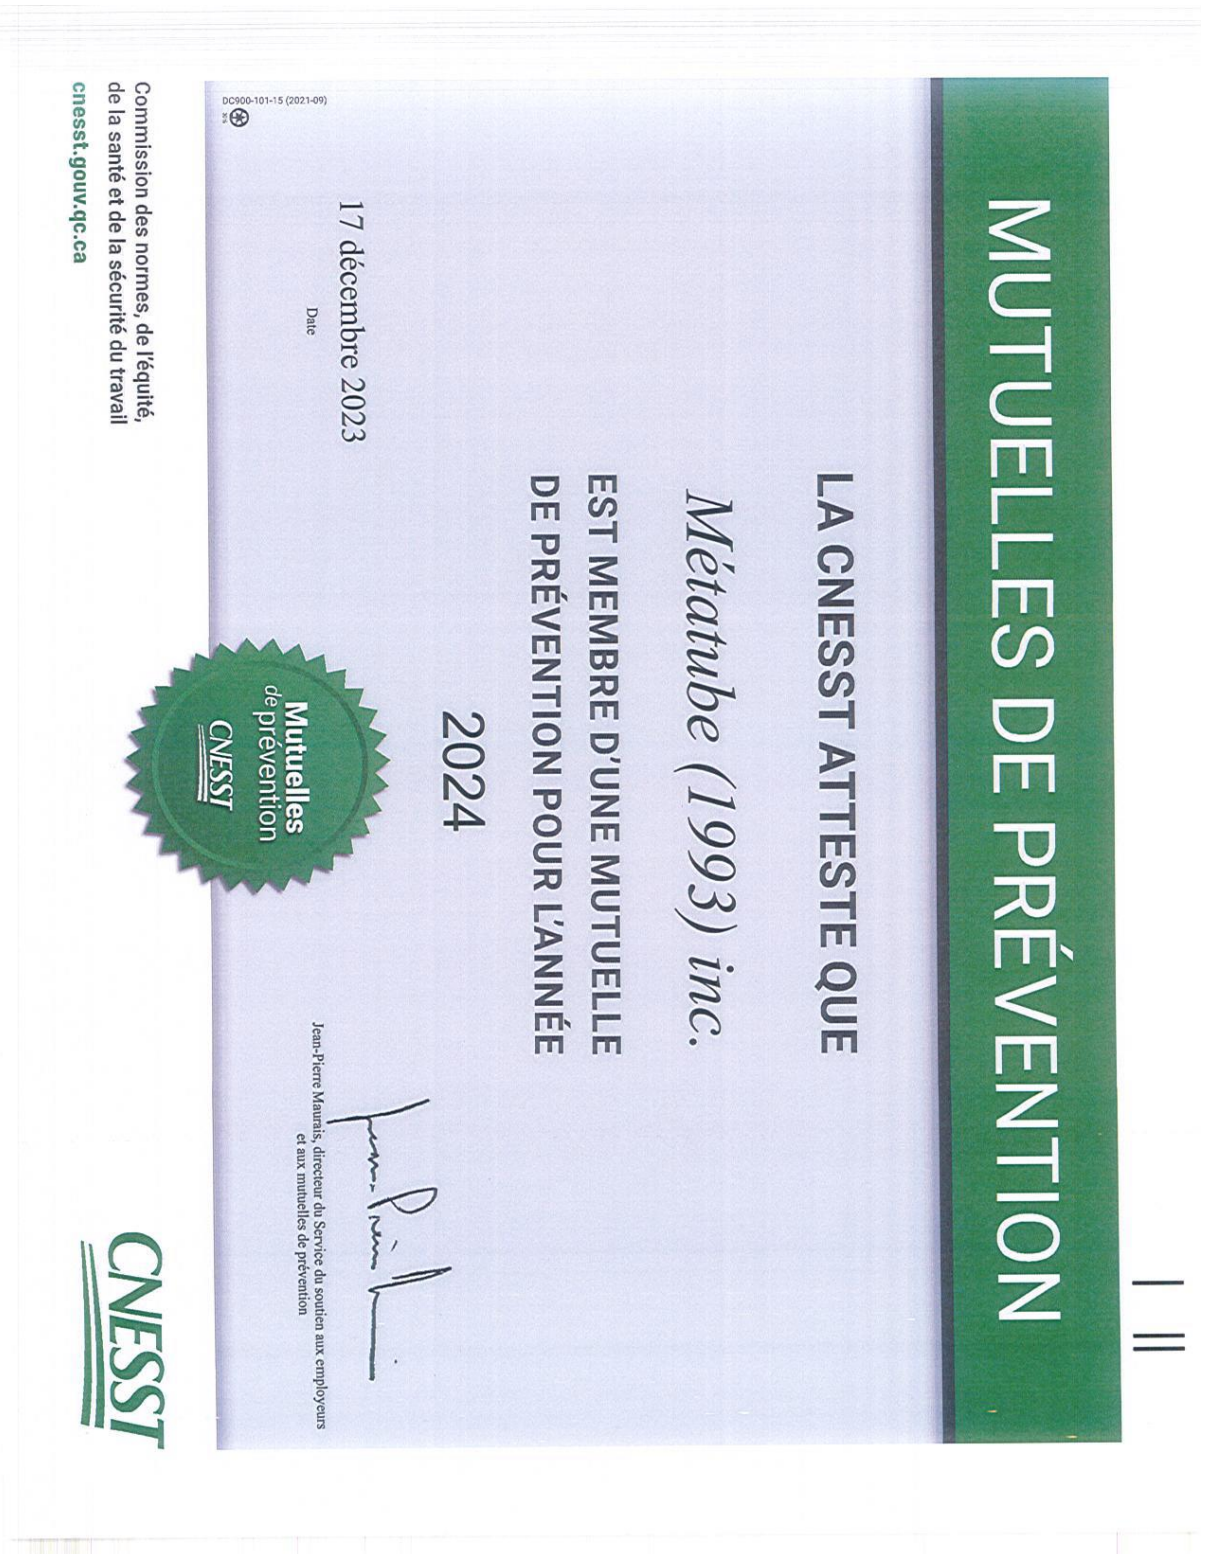 MUTUELLES DE PRÉVENTION
LA CNESST ATTESTE QUE
Métatube (1993) inc.
EST MEMBRE D'UNE MUTUELLE
DE PRÉVENTION POUR L'ANNÉE
2024
17 décembre 2023
Date
Jean-Pierre Maurais, directeur du Service du soutien aux employeurs
et aux mutuelles de prévention
Mutuelles
de prévention
CNESST
DC900-101-15 (2021-09)
Commission des normes, de l'équité,
de la santé et de la sécurité du travail
cnesst.gouv.qc.ca
CNESST